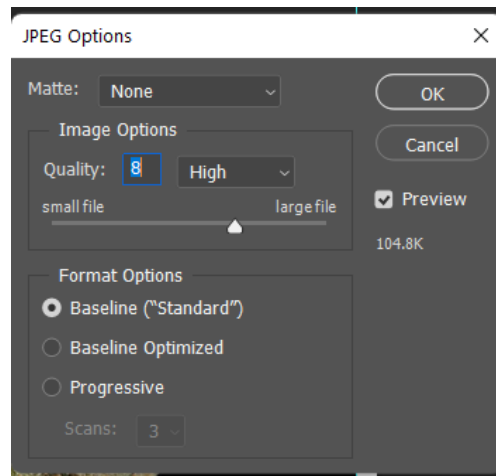 JPEG Options
Matte: None
OK
Image Options
Cancel
Quality: 8 High
small file large file
Preview
104.8K
Format Options
Baseline (“Standard”)
Baseline Optimized
Progressive
Scans: 3